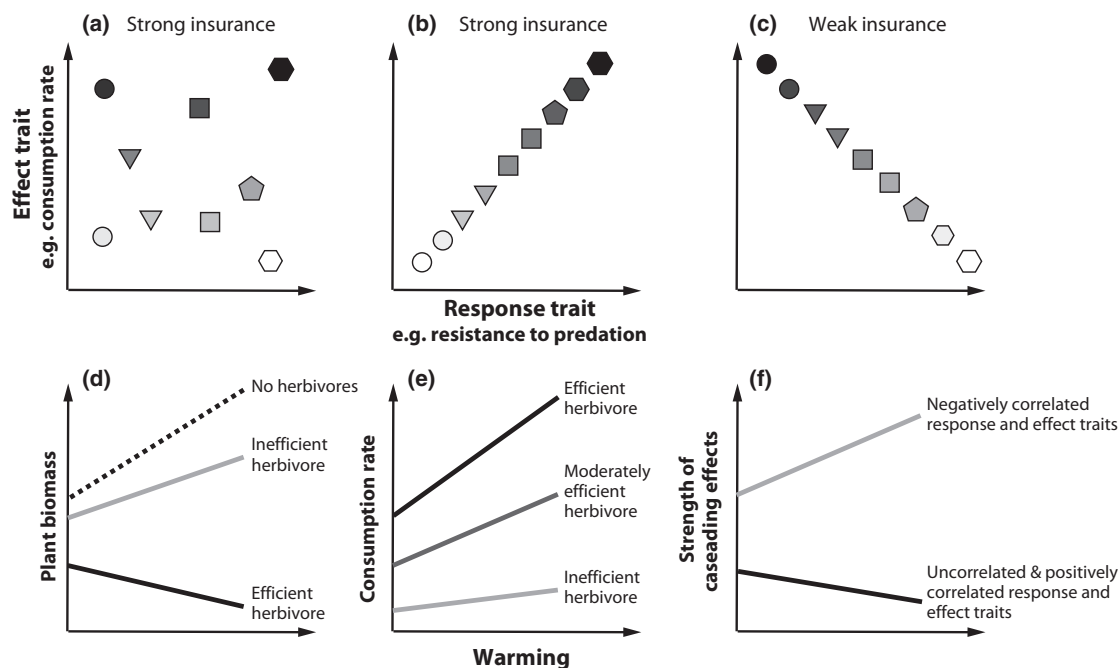 (a) Strong insurance
(b) Strong insurance
(c) Weak insurance
Effect trait
e.g. consumption rate
Response trait
e.g. resistance to predation
(d)
No herbivores
Inefficient
herbivore
Efficient
herbivore
Plant biomass
(e)
Efficient
herbivore
Moderately
efficient
herbivore
Inefficient
herbivore
Consumption rate
(f)
Negatively correlated
response and effect traits
Uncorrelated & positively
correlated response and
effect traits
Strength of
caseading effects
Warming